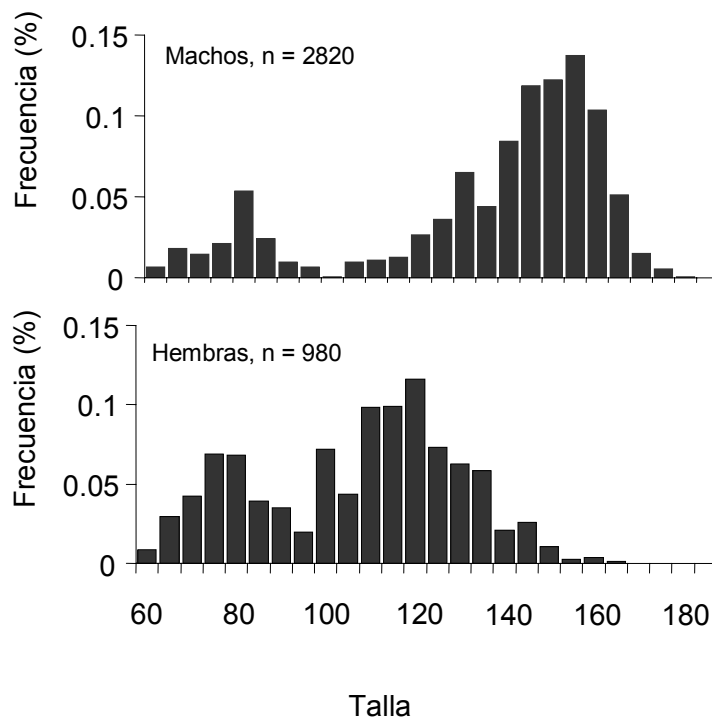 Frecuencia (%)
0.15
0.1
0.05
0
Machos, n = 2820
Frecuencia (%)
0.15
0.1
0.05
0
Hembras, n = 980
60 80 100 120 140 160 180
Talla